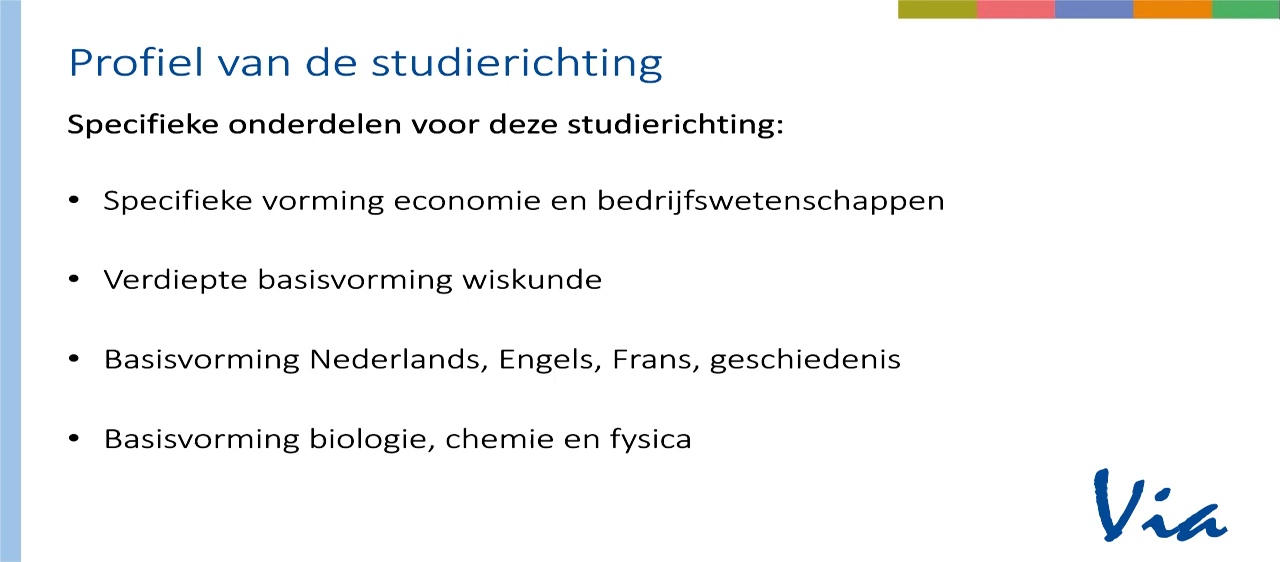 Profiel van de studierichting
Specifieke onderdelen voor deze studierichting:
• Specifieke vorming economie en bedrijfswetenschappen
• Verdiepte basisvorming wiskunde
• Basisvorming Nederlands, Engels, Frans, geschiedenis
• Basisvorming biologie, chemie en fysica
Via